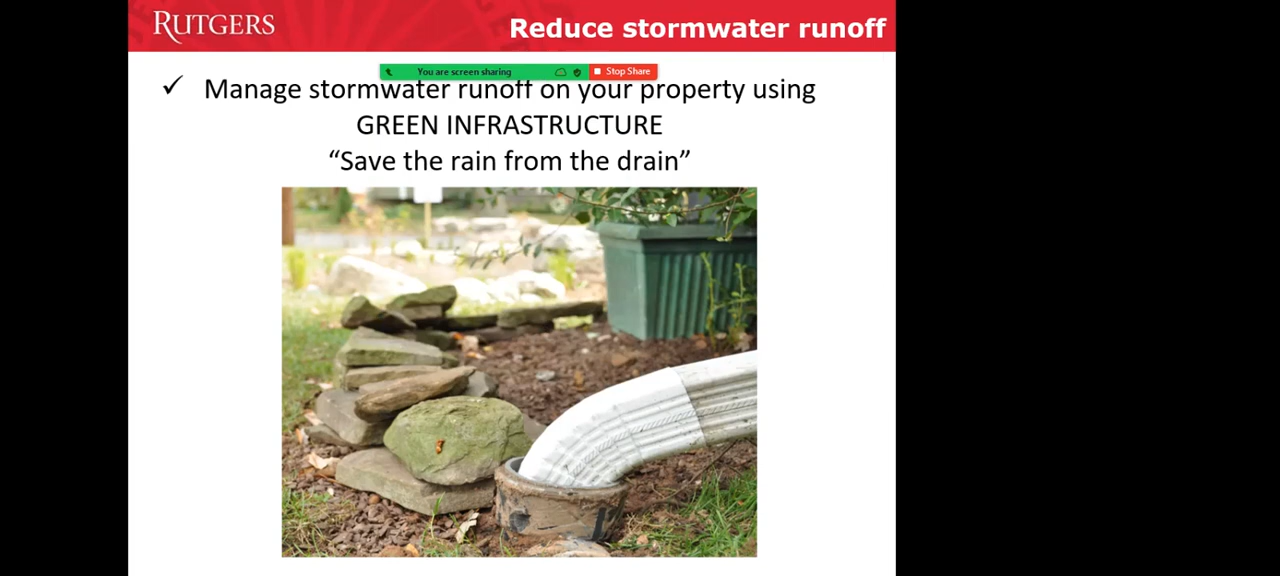 RUTGERS
Reduce stormwater runoff
You are screen sharing
Stop Share
✓ Manage stormwater runoff on your property using
GREEN INFRASTRUCTURE
“Save the rain from the drain”